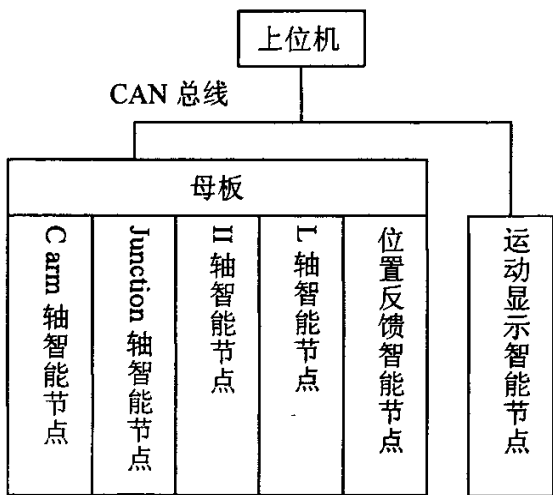 上位机
CAN 总线
母板
C arm 轴智能节点
Junction 轴智能节点
II 轴智能节点
L 轴智能节点
位置反馈智能节点
运动显示智能节点